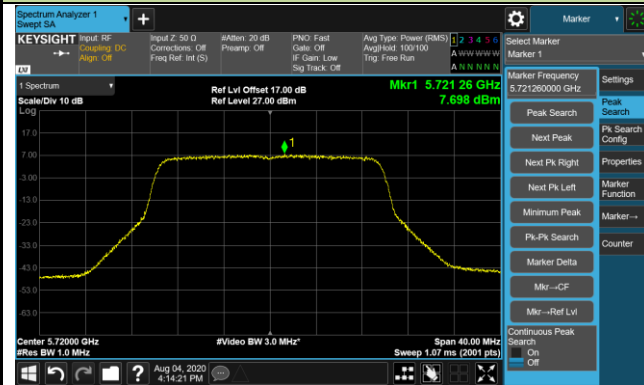 Spectrum Analyzer 1
Swept SA
KEYSIGHT
Input: RF
Coupling: DC
Align: Off
Input Z: 50 Ω
Corrections: Off
Freq Ref: Int (S)
#Atten: 20 dB
Preamp: Off
PNO: Fast
Gate: Off
IF Gain: Low
Sig Track: Off
Avg Type: Power (RMS)
Avg|Hold: 100/100
Trig: Free Run
1 2 3 4 5 6
A W W W W W
A N N N N N
LXI
1 Spectrum
Scale/Div 10 dB
Log
Ref Lvl Offset 17.00 dB
Ref Level 27.00 dBm
Mkr1 5.721 26 GHz
7.698 dBm
1
17.0
7.00
-3.00
-13.0
-23.0
-33.0
-43.0
-53.0
-63.0
Center 5.72000 GHz
#Res BW 1.0 MHz
#Video BW 3.0 MHz*
Span 40.00 MHz
Sweep 1.07 ms (2001 pts)
Aug 04, 2020
4:14:21 PM
Marker
Select Marker
Marker 1
Marker Frequency
5.721260000 GHz
Peak Search
Next Peak
Next Pk Right
Next Pk Left
Minimum Peak
Pk-Pk Search
Marker Delta
Mkr→CF
Mkr→Ref Lvl
Continuous Peak
Search
On
Off
Settings
Peak
Search
Pk Search
Config
Properties
Marker
Function
Marker→
Counter